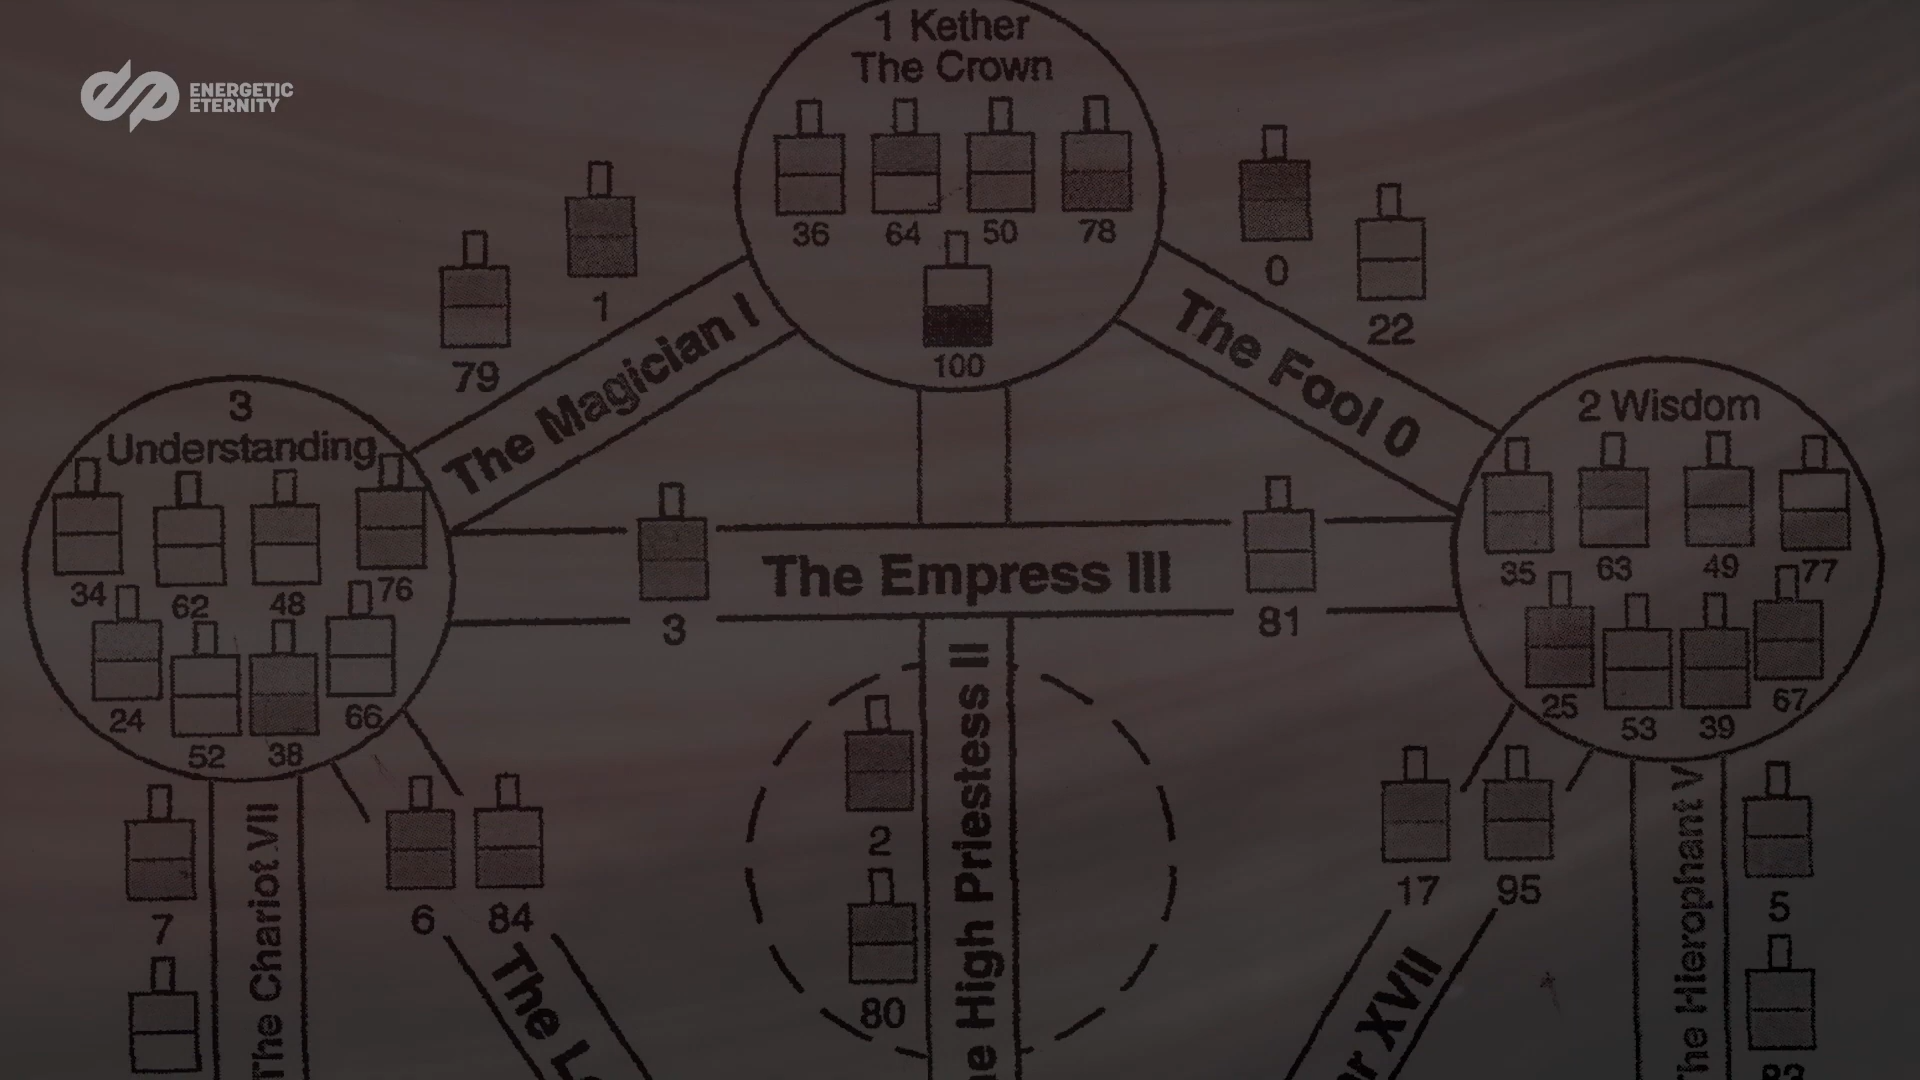 ENERGETIC
ETERNITY
1 Kether
The Crown
36 64 50 78
100
79
1
0
22
The Magician I
The Fool 0
3
Understanding
34 62 48 76
24 52 38 66
2 Wisdom
35 63 49 77
25 53 39 67
3
The Empress III
81
The High Priestess II
2
80
7
The Chariot VII
6 84
The
17 95
XVII
The Hierophant V
5